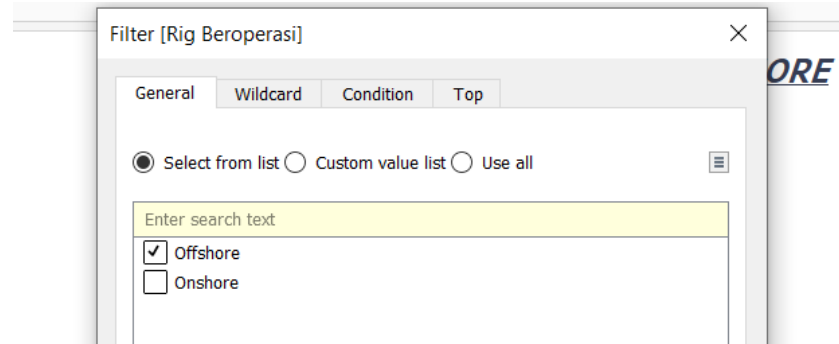 Filter [Rig Beroperasi]
ORE
General Wildcard Condition Top
Select from list Custom value list Use all
Enter search text
Offshore
Onshore